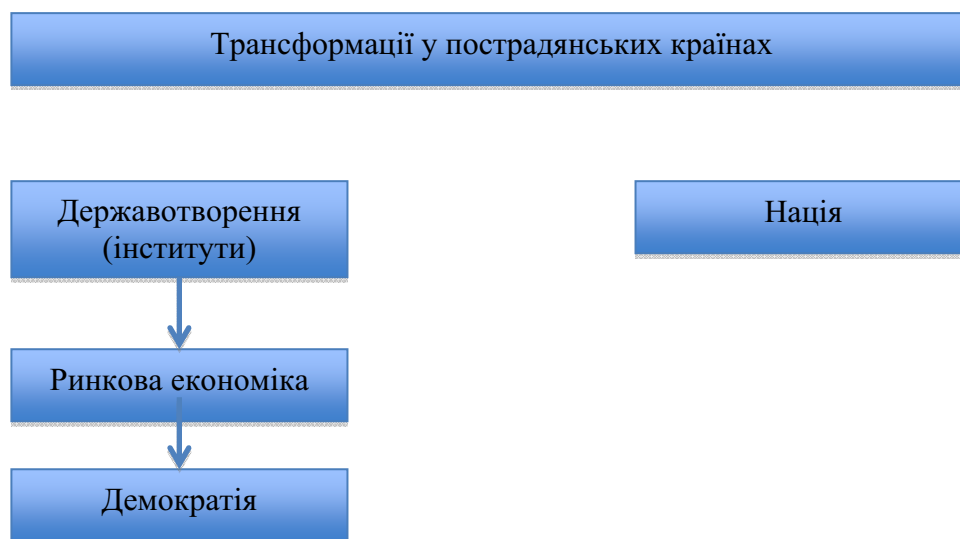 Трансформації у пострадянських країнах
Державотворення
(інститути)
Нація
Ринкова економіка
Демократія